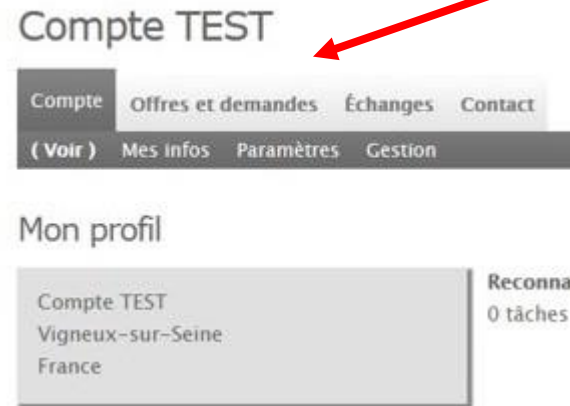 Compte TEST
Compte Offres et demandes Échanges Contact
( Voir ) Mes infos Paramètres Gestion
Mon profil
Compte TEST
Vigneux-sur-Seine
France
Reconna
0 tâches